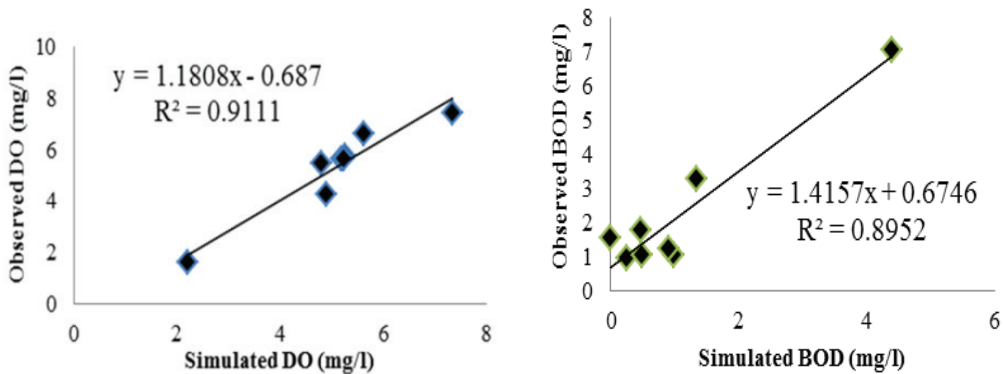 Observed DO (mg/l)
10
8
6
4
2
0
y = 1.1808x - 0.687
R² = 0.9111
0 2 4 6 8
Simulated DO (mg/l)
Observed BOD (mg/l)
8
7
6
5
4
3
2
1
0
y = 1.4157x + 0.6746
R² = 0.8952
0 2 4 6
Simulated BOD (mg/l)